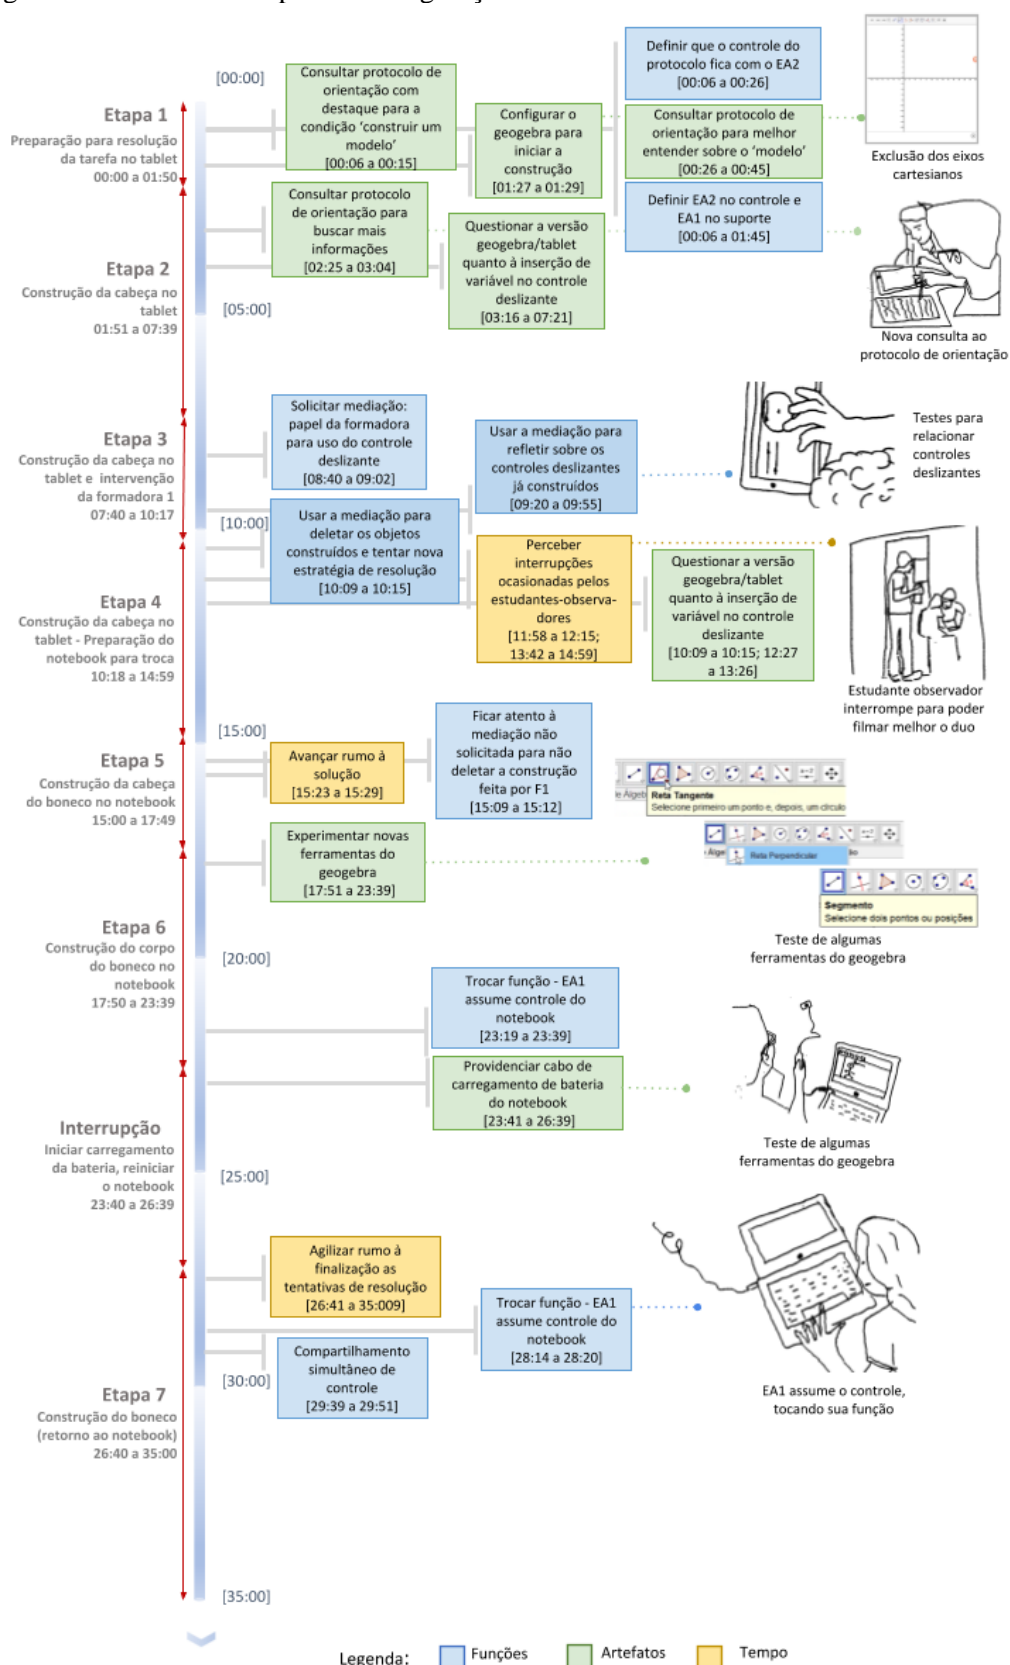 [00:00]
Etapa 1
Preparação para resolução
da tarefa no tablet
00:00 a 01:50
Consultar protocolo de
orientação com
destaque para a
condição ‘construir um
modelo’
[00:06 a 00:15]
Configurar o
geogebra para
iniciar a
construção
[01:27 a 01:29]
Definir que o controle do
protocolo fica com o EA2
[00:06 a 00:26]
Consultar protocolo de
orientação para melhor
entender sobre o ‘modelo’
[00:26 a 00:45]
Definir EA2 no controle e
EA1 no suporte
[00:06 a 01:45]
Exclusão dos eixos
cartesianos
Etapa 2
Construção da cabeça no
tablet
01:51 a 07:39
Consultar protocolo
de orientação para
buscar mais
informações
[02:25 a 03:04]
Questionar a versão
geogebra/tablet
quanto à inserção de
variável no controle
deslizante
[03:16 a 07:21]
Nova consulta ao
protocolo de orientação
[05:00]
Etapa 3
Construção da cabeça no
tablet e intervenção
da formadora 1
07:40 a 10:17
Solicitar mediação:
papel da formadora
para uso do controle
deslizante
[08:40 a 09:02]
Usar a mediação para
refletir sobre os
controles deslizantes
já construídos
[09:20 a 09:55]
Testes para
relacionar
controles
deslizantes
[10:00]
Etapa 4
Construção da cabeça no
tablet - Preparação do
notebook para troca
10:18 a 14:59
Usar a mediação para
deletar os objetos
construídos e tentar nova
estratégia de resolução
[10:09 a 10:15]
Perceber
interrupções
ocasionadas pelos
estudantes-observa-
dores
[11:58 a 12:15;
13:42 a 14:59]
Questionar a versão
geogebra/tablet
quanto à inserção de
variável no controle
deslizante
[10:09 a 10:15; 12:27
a 13:26]
Estudante observador
interrompe para poder
filmar melhor o duo
[15:00]
Etapa 5
Construção da cabeça
do boneco no notebook
15:00 a 17:49
Avançar rumo à
solução
[15:23 a 15:29]
Ficar atento à
mediação não
solicitada para não
deletar a construção
feita por F1
[15:09 a 15:12]
Experimentar novas
ferramentas do
geogebra
[17:51 a 23:39]
Reta Tangente
Selecione primeiro um ponto e, depois, um círculo
Reta Perpendicular
Segmento
Selecione dois pontos ou posições
Teste de algumas
ferramentas do geogebra
Etapa 6
Construção do corpo
do boneco no
notebook
17:50 a 23:39
[20:00]
Trocar função - EA1
assume controle do
notebook
[23:19 a 23:39]
Providenciar cabo de
carregamento de bateria
do notebook
[23:41 a 26:39]
Teste de algumas
ferramentas do geogebra
Interrupção
Iniciar carregamento
da bateria, reiniciar
o notebook
23:40 a 26:39
[25:00]
Agilizar rumo à
finalização as
tentativas de resolução
[26:41 a 35:009]
Trocar função - EA1
assume controle do
notebook
[28:14 a 28:20]
Compartilhamento
simultâneo de
controle
[29:39 a 29:51]
EA1 assume o controle,
tocando sua função
[30:00]
Etapa 7
Construção do boneco
(retorno ao notebook)
26:40 a 35:00
[35:00]
Legenda:
Funções
Artefatos
Tempo